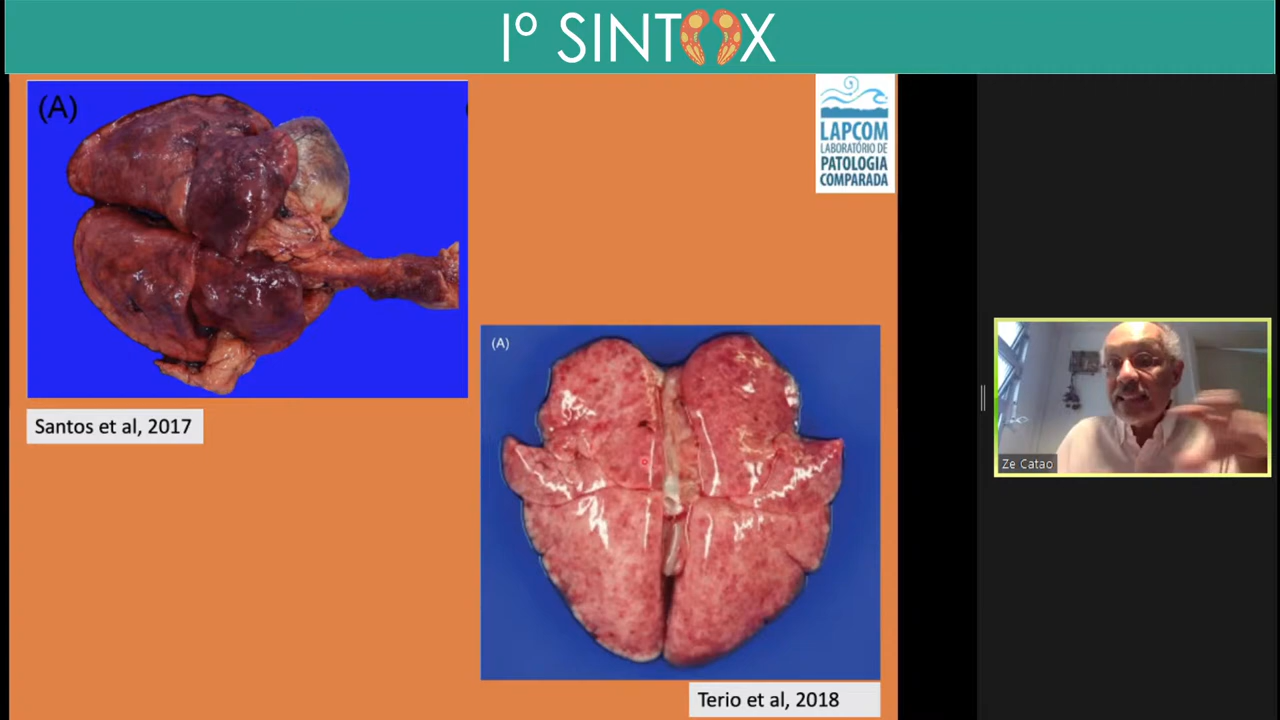 Iº SINTOX
(A)
LAPCOM
LABORATÓRIO DE
PATOLOGIA
COMPARADA
(A)
Santos et al, 2017
Ze Catao
Terio et al, 2018